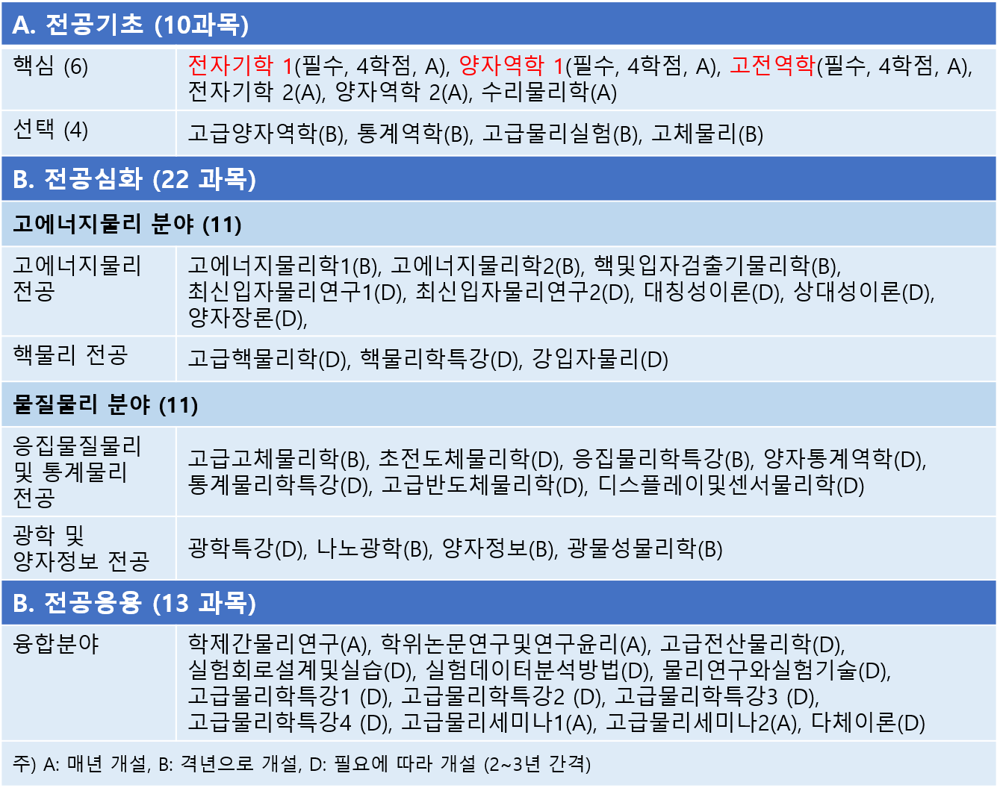 A. 전공기초 (10과목)
핵심 (6)
전자기학 1(필수, 4학점, A), 양자역학 1(필수, 4학점, A), 고전역학(필수, 4학점, A),
전자기학 2(A), 양자역학 2(A), 수리물리학(A)
선택 (4)
고급양자역학(B), 통계역학(B), 고급물리실험(B), 고체물리(B)
B. 전공심화 (22 과목)
고에너지물리 분야 (11)
고에너지물리
전공
고에너지물리학1(B), 고에너지물리학2(B), 핵및입자검출기물리학(B),
최신입자물리연구1(D), 최신입자물리연구2(D), 대칭성이론(D), 상대성이론(D),
양자장론(D),
핵물리 전공
고급핵물리학(D), 핵물리학특강(D), 강입자물리(D)
물질물리 분야 (11)
응집물질물리
및 통계물리
전공
고급고체물리학(B), 초전도체물리학(D), 응집물리학특강(B), 양자통계역학(D),
통계물리학특강(D), 고급반도체물리학(D), 디스플레이및센서물리학(D)
광학 및
양자정보 전공
광학특강(D), 나노광학(B), 양자정보(B), 광물성물리학(B)
B. 전공응용 (13 과목)
융합분야
학제간물리연구(A), 학위논문연구및연구윤리(A), 고급전산물리학(D),
실험회로설계및실습(D), 실험데이터분석방법(D), 물리연구와실험기술(D),
고급물리학특강1 (D), 고급물리학특강2 (D), 고급물리학특강3 (D),
고급물리학특강4 (D), 고급물리세미나1(A), 고급물리세미나2(A), 다체이론(D)
주) A: 매년 개설, B: 격년으로 개설, D: 필요에 따라 개설 (2~3년 간격)